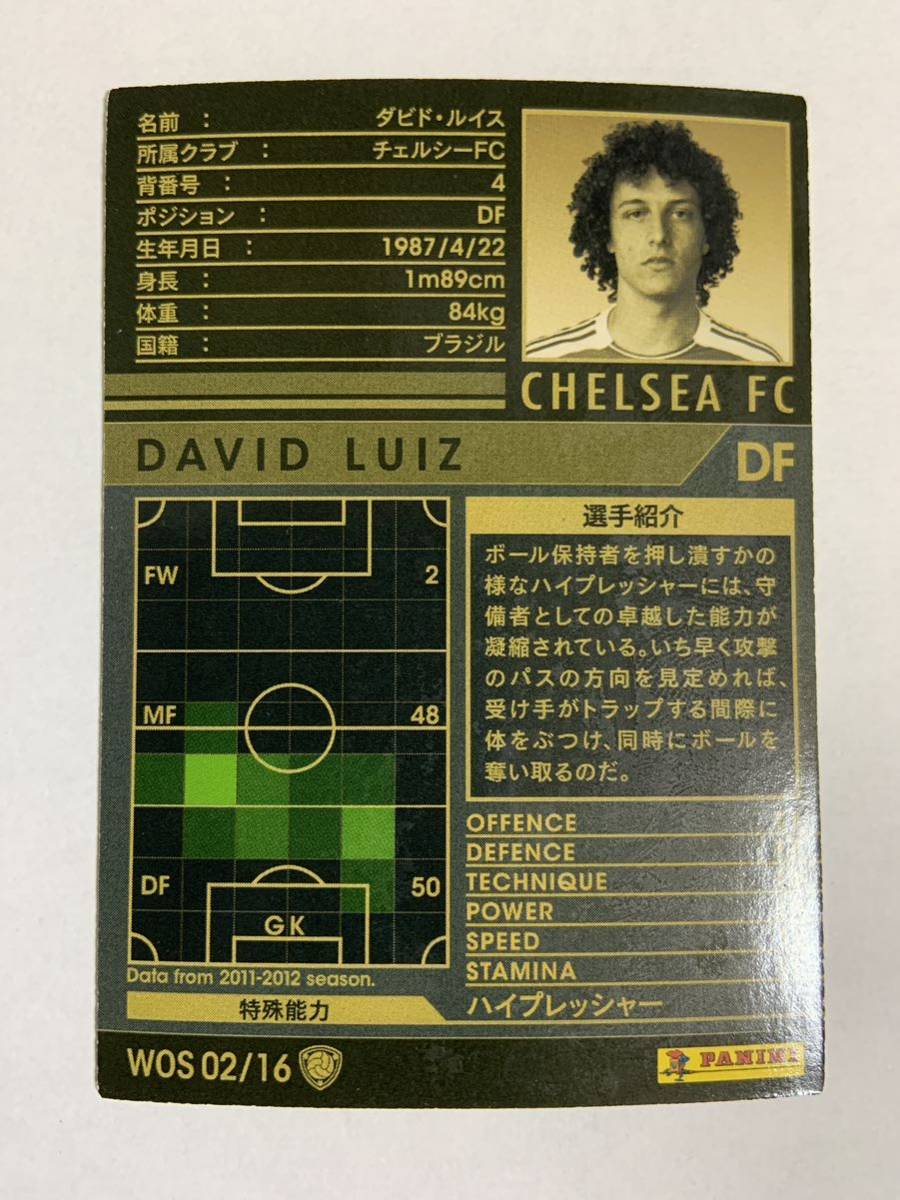 名前 : ダビド・ルイス
所属クラブ : チェルシーFC
背番号 : 4
ポジション : DF
生年月日 : 1987/4/22
身長 : 1m89cm
体重 : 84kg
国籍 : ブラジル
CHELSEA FC
DAVID LUIZ
DF
FW 2
MF 48
DF 50
GK
Data from 2011-2012 season.
選手紹介
ボール保持者を押し潰すかの
様なハイプレッシャーには、守
備者としての卓越した能力が
凝縮されている。いち早く攻撃
のパスの方向を見定めれば、
受け手がトラップする間際に
体をぶつけ、同時にボールを
奪い取るのだ。
OFFENCE
DEFENCE
TECHNIQUE
POWER
SPEED
STAMINA
特殊能力 ハイプレッシャー
WOS 02/16
PANINI